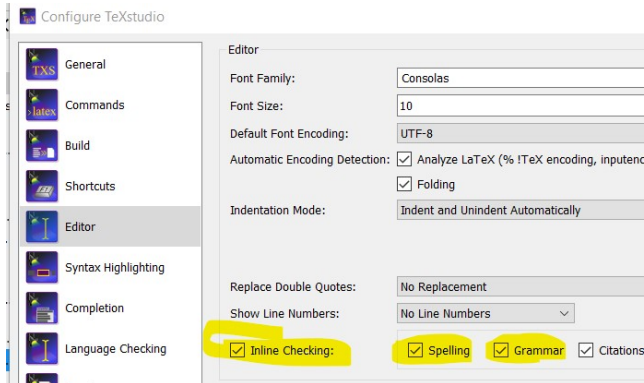 Configure TeXstudio
General
Commands
Build
Shortcuts
Editor
Syntax Highlighting
Completion
Language Checking
Editor
Font Family: Consolas
Font Size: 10
Default Font Encoding: UTF-8
Automatic Encoding Detection: Analyze LaTeX (% !TeX encoding, inputenc
Folding
Indentation Mode: Indent and Unindent Automatically
Replace Double Quotes: No Replacement
Show Line Numbers: No Line Numbers
Inline Checking: Spelling Grammar Citations